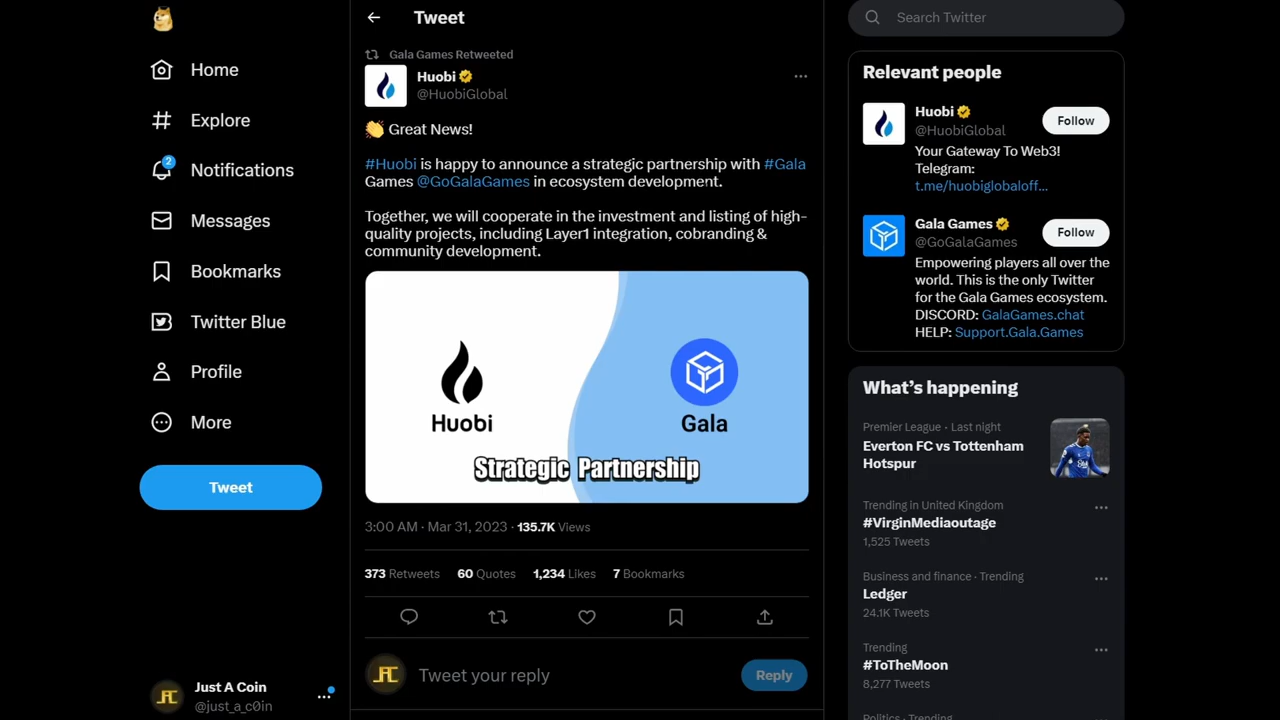 Home
Explore
2
Notifications
Messages
Bookmarks
Twitter Blue
Profile
More
Tweet
Just A Coin
@just_a_c0in
Tweet
Gala Games Retweeted
Huobi
@HuobiGlobal
👏 Great News!
#Huobi is happy to announce a strategic partnership with #Gala
Games @GoGalaGames in ecosystem development.
Together, we will cooperate in the investment and listing of high-
quality projects, including Layer1 integration, cobranding &
community development.
Huobi
Gala
Strategic Partnership
3:00 AM · Mar 31, 2023 · 135.7K Views
373 Retweets 60 Quotes 1,234 Likes 7 Bookmarks
Tweet your reply
Reply
Search Twitter
Relevant people
Huobi
@HuobiGlobal
Follow
Your Gateway To Web3!
Telegram:
t.me/huobiglobaloff…
Gala Games
@GoGalaGames
Follow
Empowering players all over the
world. This is the only Twitter
for the Gala Games ecosystem.
DISCORD: GalaGames.chat
HELP: Support.Gala.Games
What's happening
Premier League · Last night
Everton FC vs Tottenham
Hotspur
Trending in United Kingdom
#VirginMediaoutage
1,525 Tweets
Business and finance · Trending
Ledger
24.1K Tweets
Trending
#ToTheMoon
8,277 Tweets
Politics · Trending